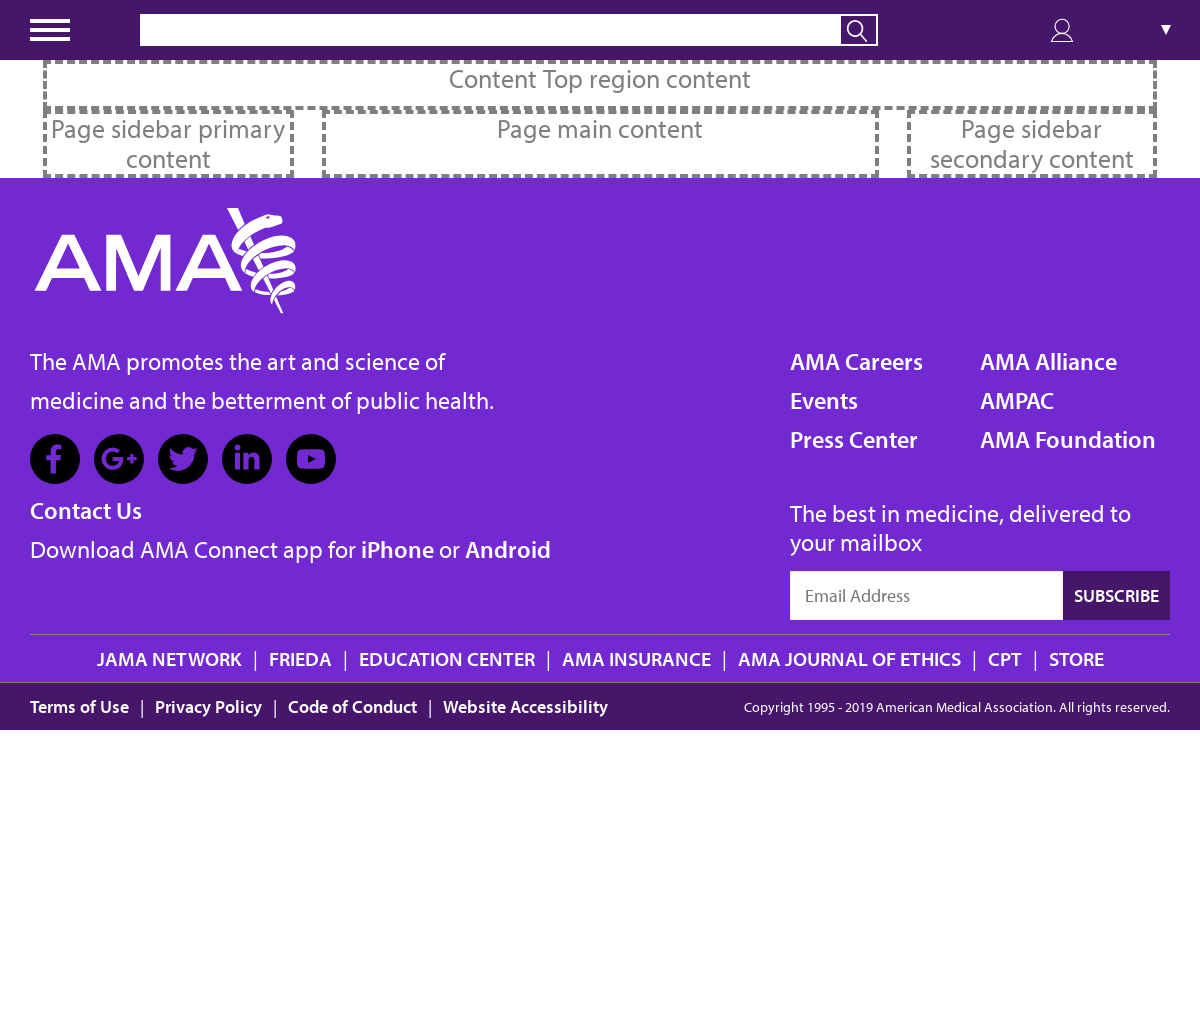 Content Top region content
Page sidebar primary
content
Page main content
Page sidebar
secondary content
AMA
The AMA promotes the art and science of
medicine and the betterment of public health.
Contact Us
Download AMA Connect app for iPhone or Android
AMA Careers
Events
Press Center
AMA Alliance
AMPAC
AMA Foundation
The best in medicine, delivered to
your mailbox
Email Address
SUBSCRIBE
JAMA NETWORK | FRIEDA | EDUCATION CENTER | AMA INSURANCE | AMA JOURNAL OF ETHICS | CPT | STORE
Terms of Use | Privacy Policy | Code of Conduct | Website Accessibility
Copyright 1995 - 2019 American Medical Association. All rights reserved.